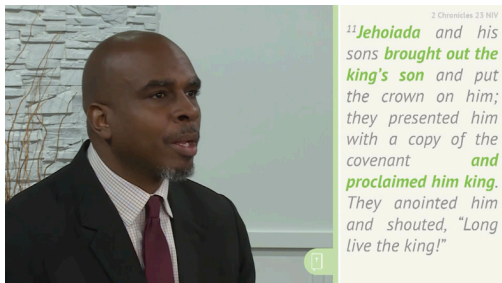 2 Chronicles 23 NIV
11Jehoiada and his
sons brought out the
king's son and put
the crown on him;
they presented him
with a copy of the
covenant and
proclaimed him king.
They anointed him
and shouted, “Long
live the king!”